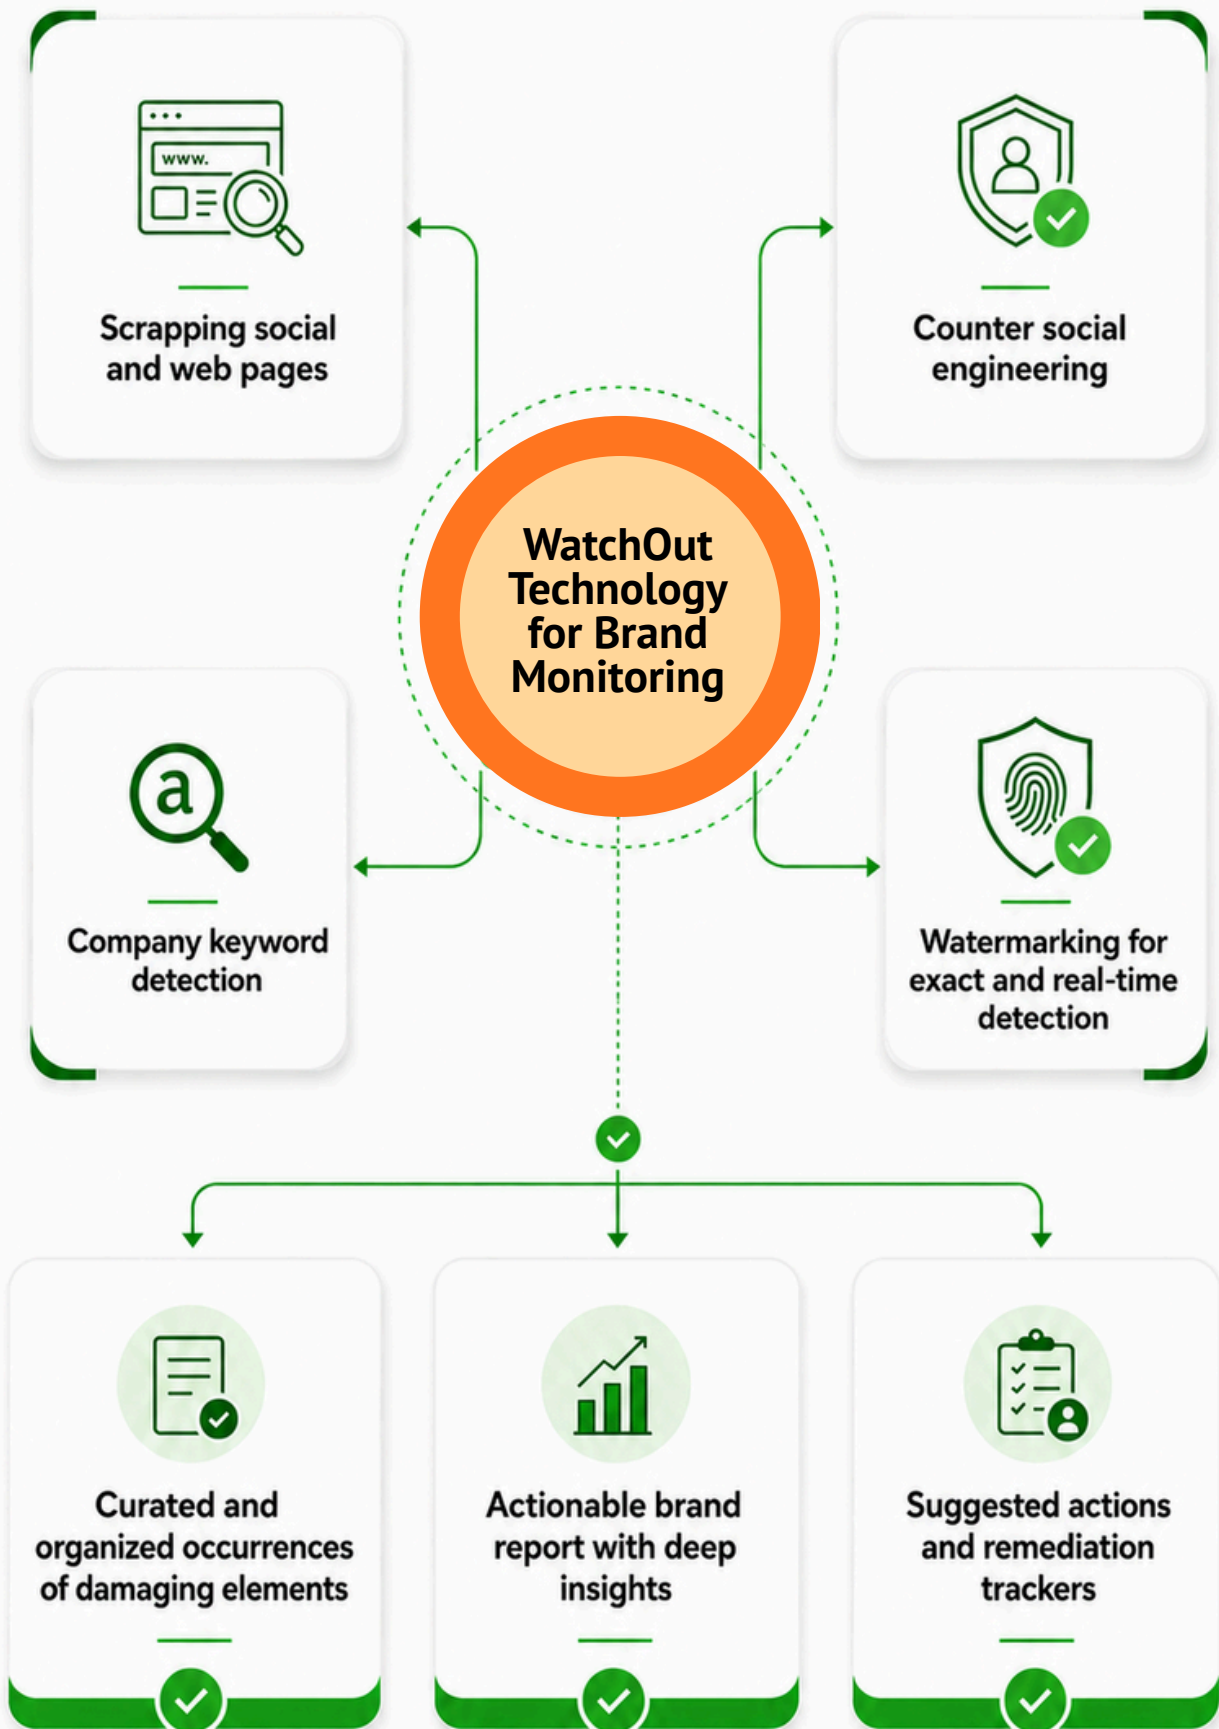 www.
Scrapping social
and web pages
Counter social
engineering
WatchOut
Technology
for Brand
Monitoring
a
Company keyword
detection
Watermarking for
exact and real-time
detection
Curated and
organized occurrences
of damaging elements
Actionable brand
report with deep
insights
Suggested actions
and remediation
trackers